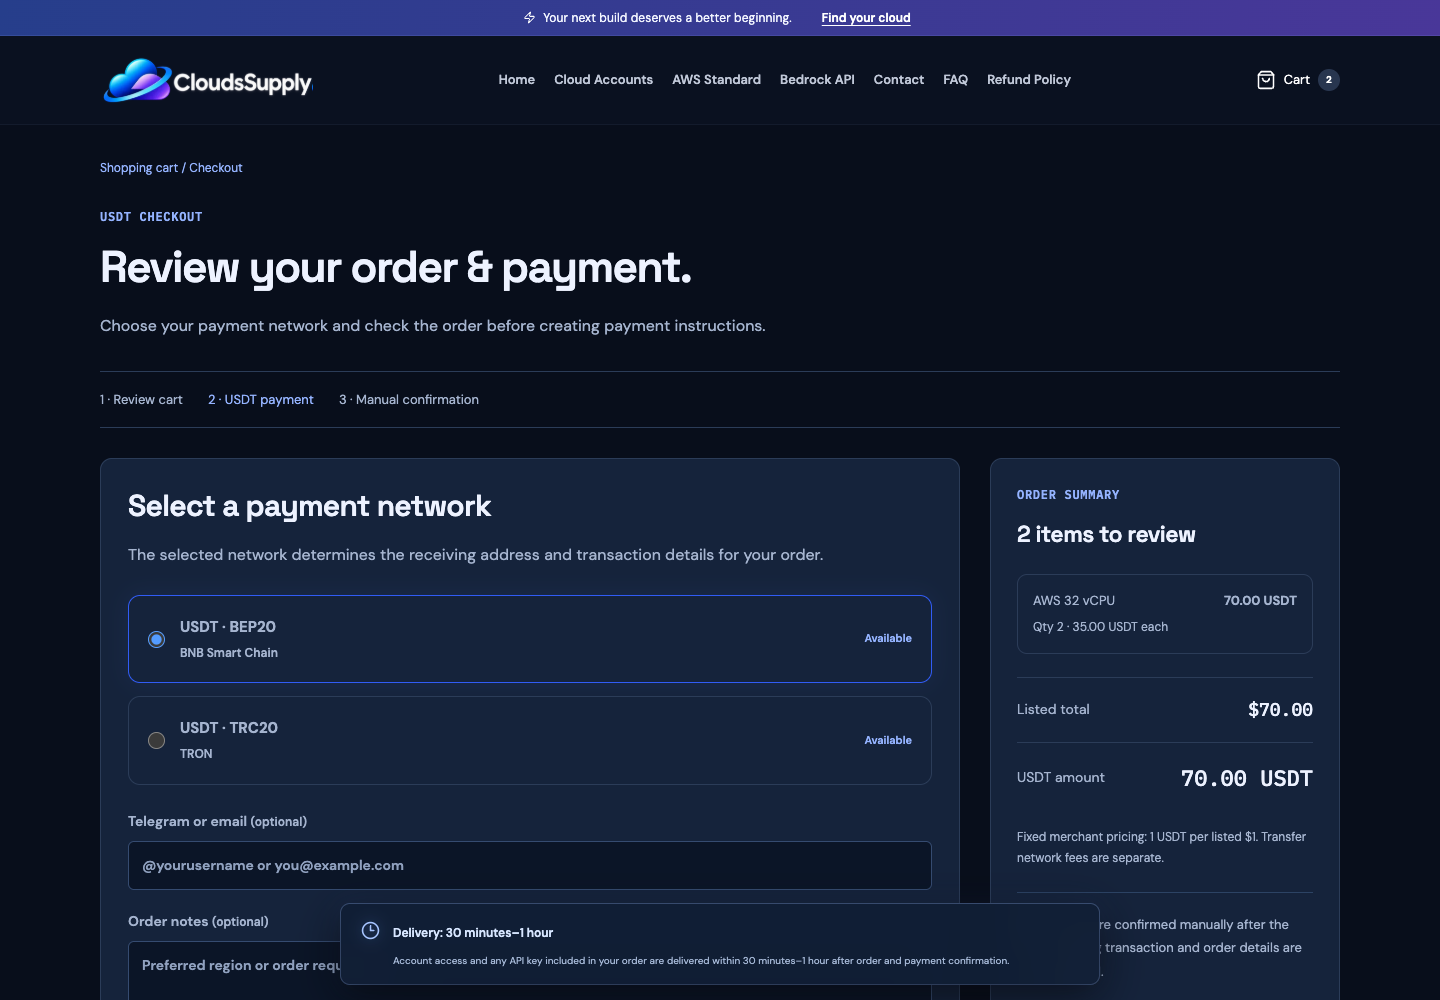 Your next build deserves a better beginning. Find your cloud
CloudsSupply
Home Cloud Accounts AWS Standard Bedrock API Contact FAQ Refund Policy
Cart 2
Shopping cart / Checkout
USDT CHECKOUT
Review your order & payment.
Choose your payment network and check the order before creating payment instructions.
1 · Review cart 2 · USDT payment 3 · Manual confirmation
Select a payment network
The selected network determines the receiving address and transaction details for your order.
USDT · BEP20
BNB Smart Chain
Available
USDT · TRC20
TRON
Available
Telegram or email (optional)
@yourusername or you@example.com
Order notes (optional)
Preferred region or order
ORDER SUMMARY
2 items to review
AWS 32 vCPU 70.00 USDT
Qty 2 · 35.00 USDT each
Listed total $70.00
USDT amount 70.00 USDT
Fixed merchant pricing: 1 USDT per listed $1. Transfer
network fees are separate.
confirmed manually after the
transaction and order details are
Delivery: 30 minutes–1 hour
Account access and any API key included in your order are delivered within 30 minutes–1 hour after order and payment confirmation.